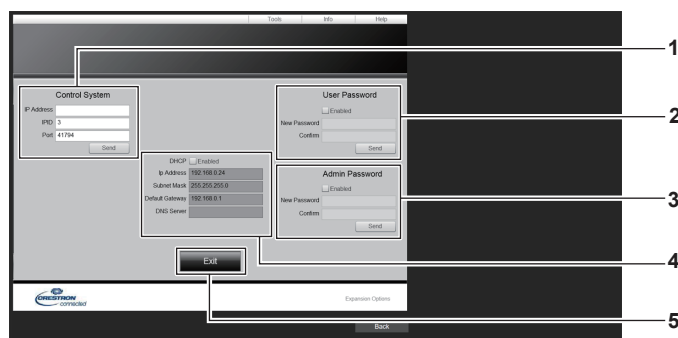 Tools Info Help
1
Control System
IP Address
IPID 3
Port 41794
Send
User Password
Enabled
New Password
Confirm
Send
2
DHCP Enabled
Ip Address 192.168.0.24
Subnet Mask 255.255.255.0
Default Gateway 192.168.0.1
DNS Server
Admin Password
Enabled
New Password
Confirm
Send
3
4
Exit
CRESTRON
connected
Expansion Options
5
Back